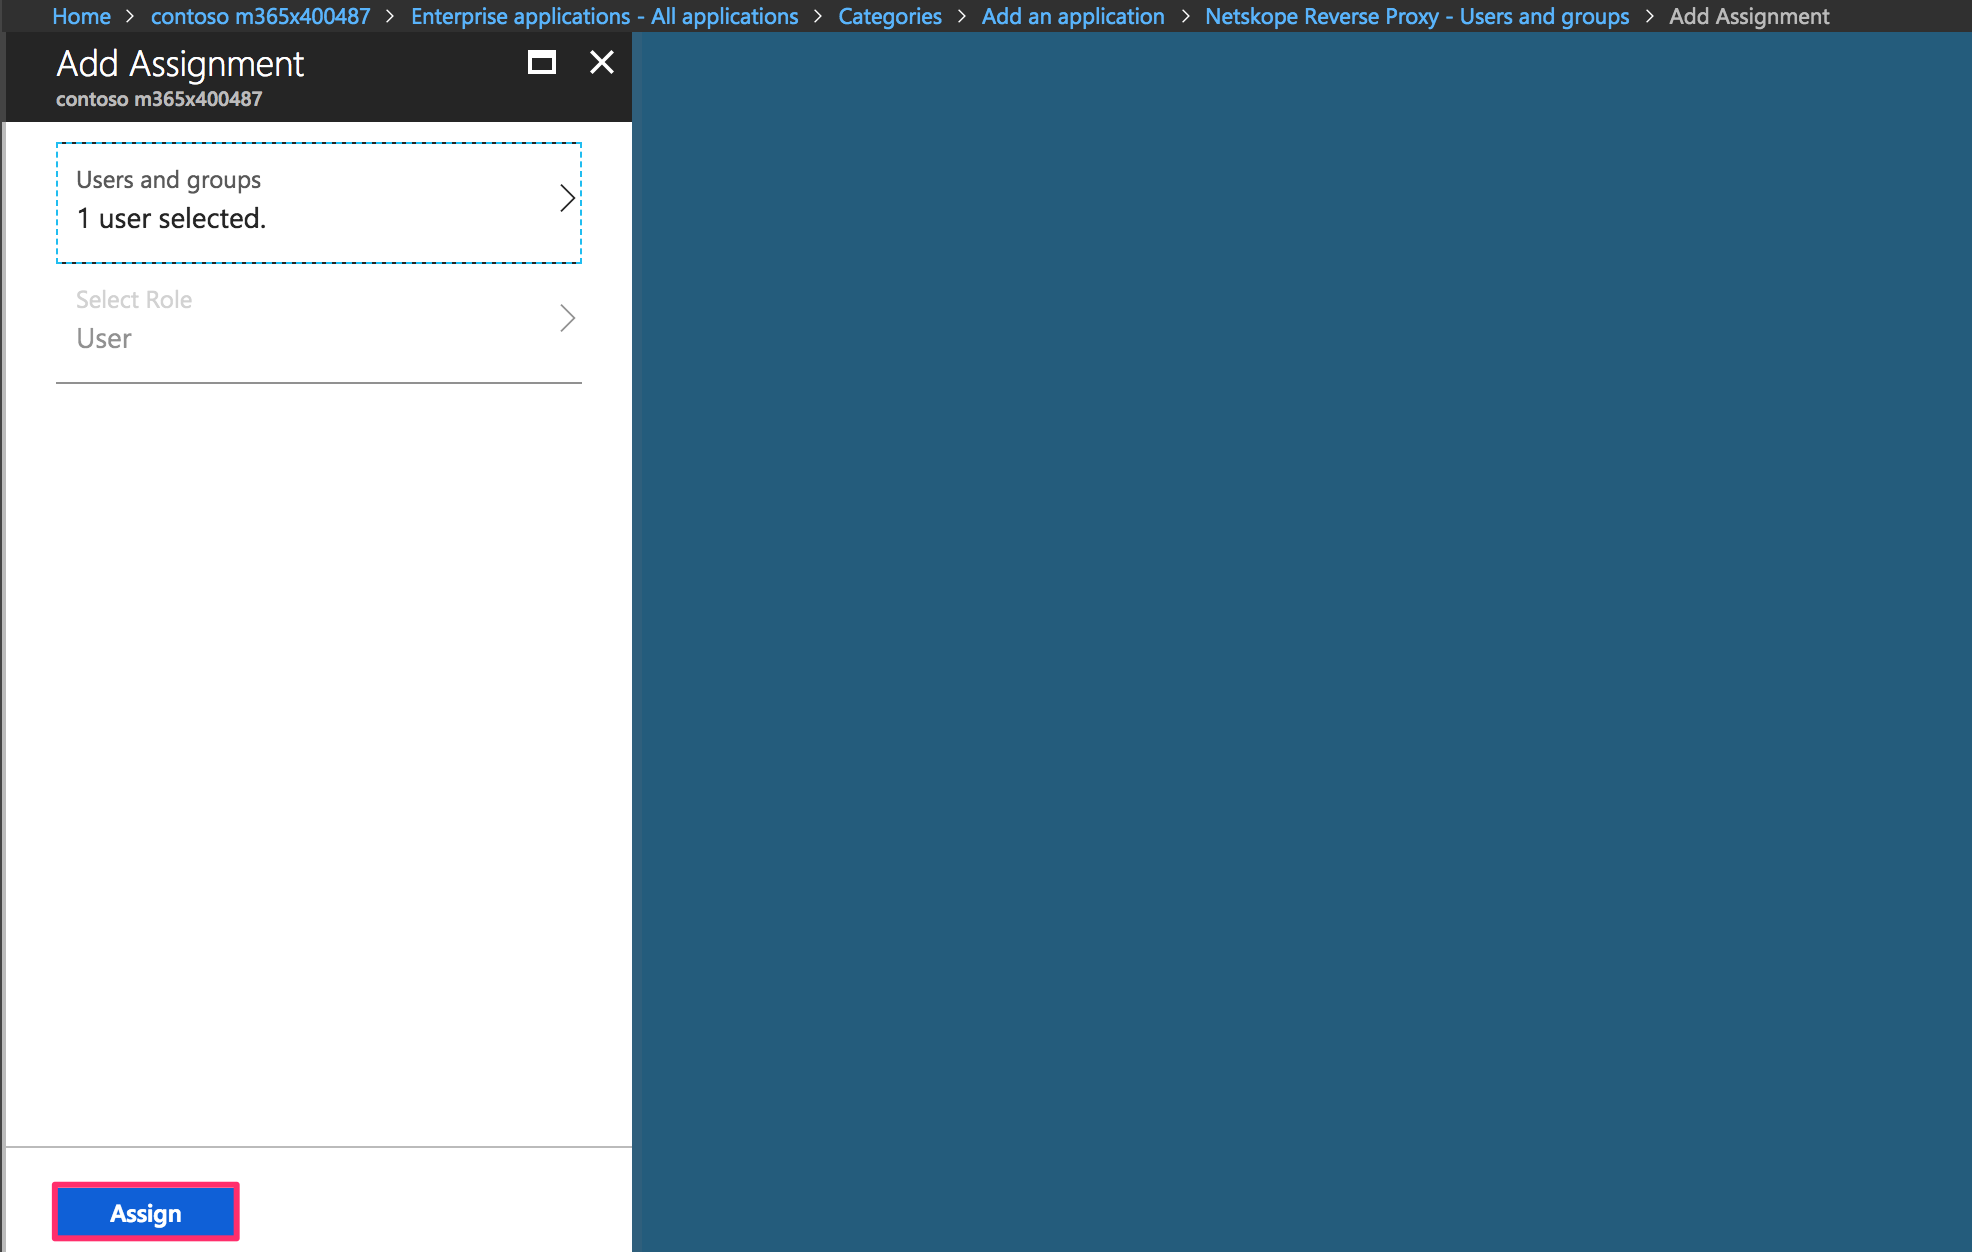 Home > contoso m365x400487 > Enterprise applications - All applications > Categories > Add an application > Netskope Reverse Proxy - Users and groups > Add Assignment
Add Assignment
contoso m365x400487
Users and groups
1 user selected.
Select Role
User
Assign